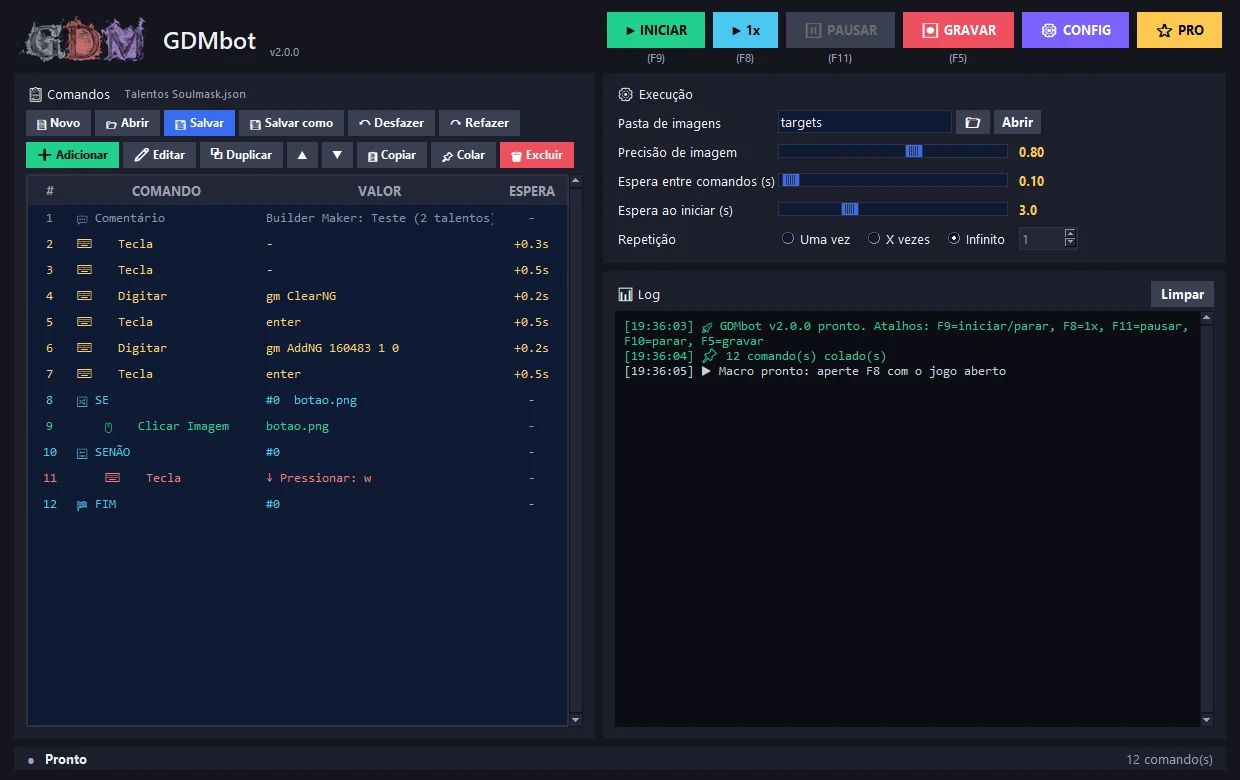 GDM GDMbot v2.0.0
INICIAR 1x PAUSAR GRAVAR CONFIG PRO
(F9) (F8) (F11) (F5)
Comandos Talentos Soulmask.json
Novo Abrir Salvar Salvar como Desfazer Refazer
+ Adicionar Editar Duplicar ▲ ▼ Copiar Colar Excluir
# COMANDO VALOR ESPERA
1 Comentário Builder Maker: Teste (2 talentos) -
2 Tecla - +0.3s
3 Tecla - +0.5s
4 Digitar gm ClearNG +0.2s
5 Tecla enter +0.5s
6 Digitar gm AddNG 160483 1 0 +0.2s
7 Tecla enter +0.5s
8 SE #0 botao.png -
9 Clicar Imagem botao.png -
10 SENÃO #0 -
11 Tecla ↓ Pressionar: w -
12 FIM #0 -
Execução
Pasta de imagens targets Abrir
Precisão de imagem 0.80
Espera entre comandos (s) 0.10
Espera ao iniciar (s) 3.0
Repetição Uma vez X vezes Infinito 1
Log Limpar
[19:36:03] GDMbot v2.0.0 pronto. Atalhos: F9=iniciar/parar, F8=1x, F11=pausar,
F10=parar, F5=gravar
[19:36:04] 12 comando(s) colado(s)
[19:36:05] ▶ Macro pronto: aperte F8 com o jogo aberto
● Pronto 12 comando(s)